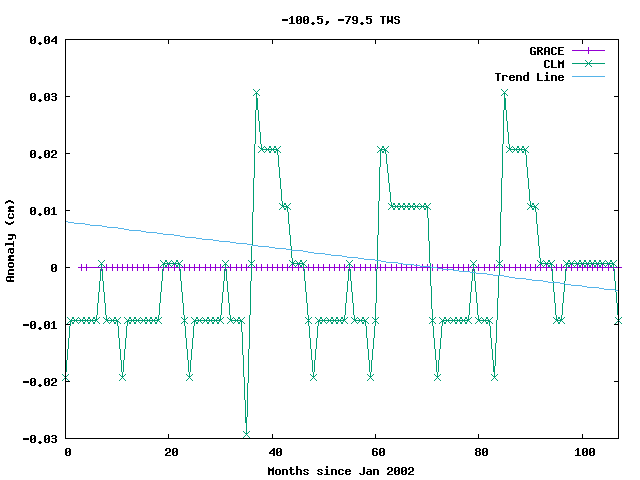 -100.5, -79.5 TWS
0.04
0.03
0.02
0.01
0
-0.01
-0.02
-0.03
Anomaly (cm)
GRACE
CLM
Trend Line
0 20 40 60 80 100
Months since Jan 2002